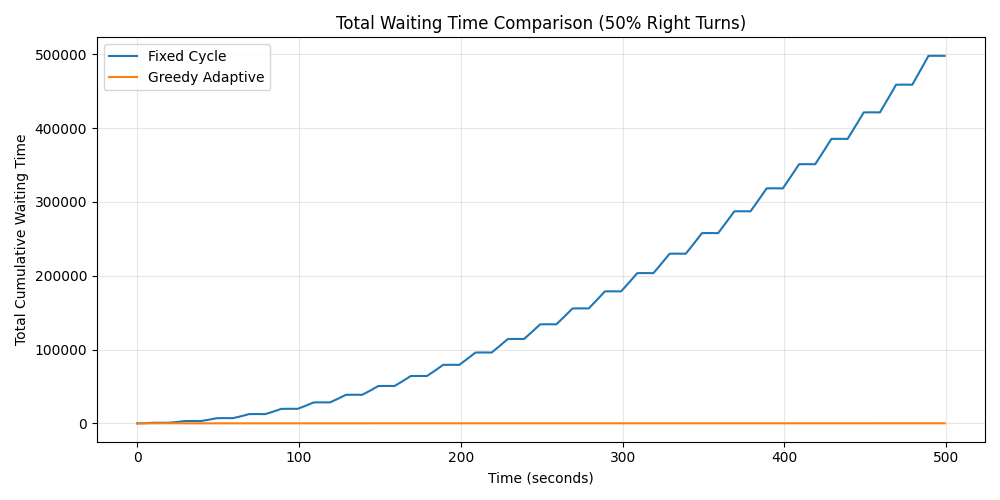 Total Waiting Time Comparison (50% Right Turns)
Fixed Cycle
Greedy Adaptive
Total Cumulative Waiting Time
500000
400000
300000
200000
100000
0
0 100 200 300 400 500
Time (seconds)